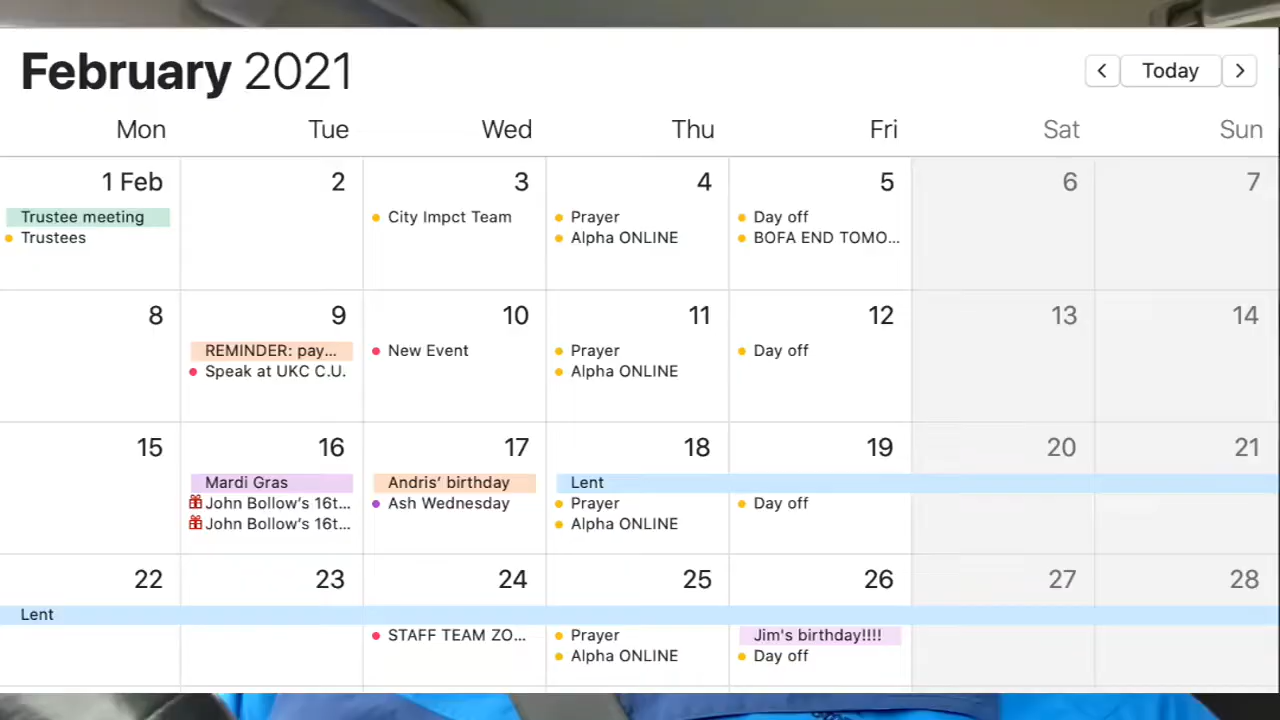 February 2021
< Today >
Mon Tue Wed Thu Fri Sat Sun
1 Feb 2 3 4 5 6 7
Trustee meeting City Impct Team Prayer Day off
Trustees Alpha ONLINE BOFA END TOMO...
8 9 10 11 12 13 14
REMINDER: pay... New Event Prayer Day off
Speak at UKC C.U. Alpha ONLINE
15 16 17 18 19 20 21
Mardi Gras Andris’ birthday Lent
John Bollow’s 16t... Ash Wednesday Prayer Day off
John Bollow’s 16t... Alpha ONLINE
22 23 24 25 26 27 28
Lent
STAFF TEAM ZO... Prayer Jim's birthday!!!!
Alpha ONLINE Day off